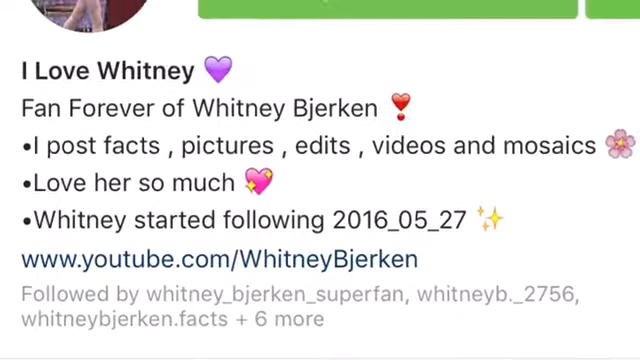 I Love Whitney 💜
Fan Forever of Whitney Bjerken ❣️
•I post facts , pictures , edits , videos and mosaics 🌸
•Love her so much 💖
•Whitney started following 2016_05_27 ✨
www.youtube.com/WhitneyBjerken
Followed by whitney_bjerken_superfan, whitneyb._2756,
whitneybjerken.facts + 6 more